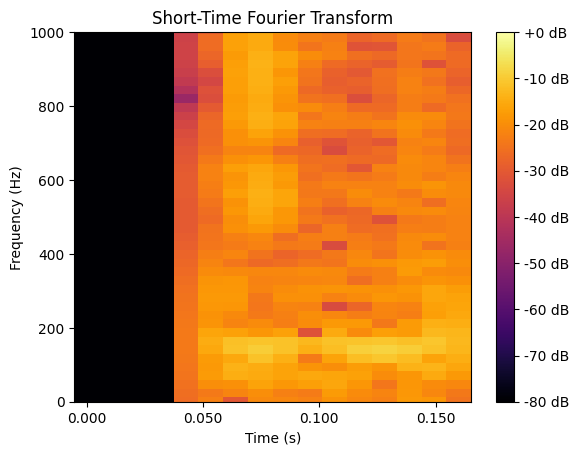 Short-Time Fourier Transform
1000
800
600
400
200
0
Frequency (Hz)
0.000
0.050
0.100
0.150
Time (s)
+0 dB
-10 dB
-20 dB
-30 dB
-40 dB
-50 dB
-60 dB
-70 dB
-80 dB